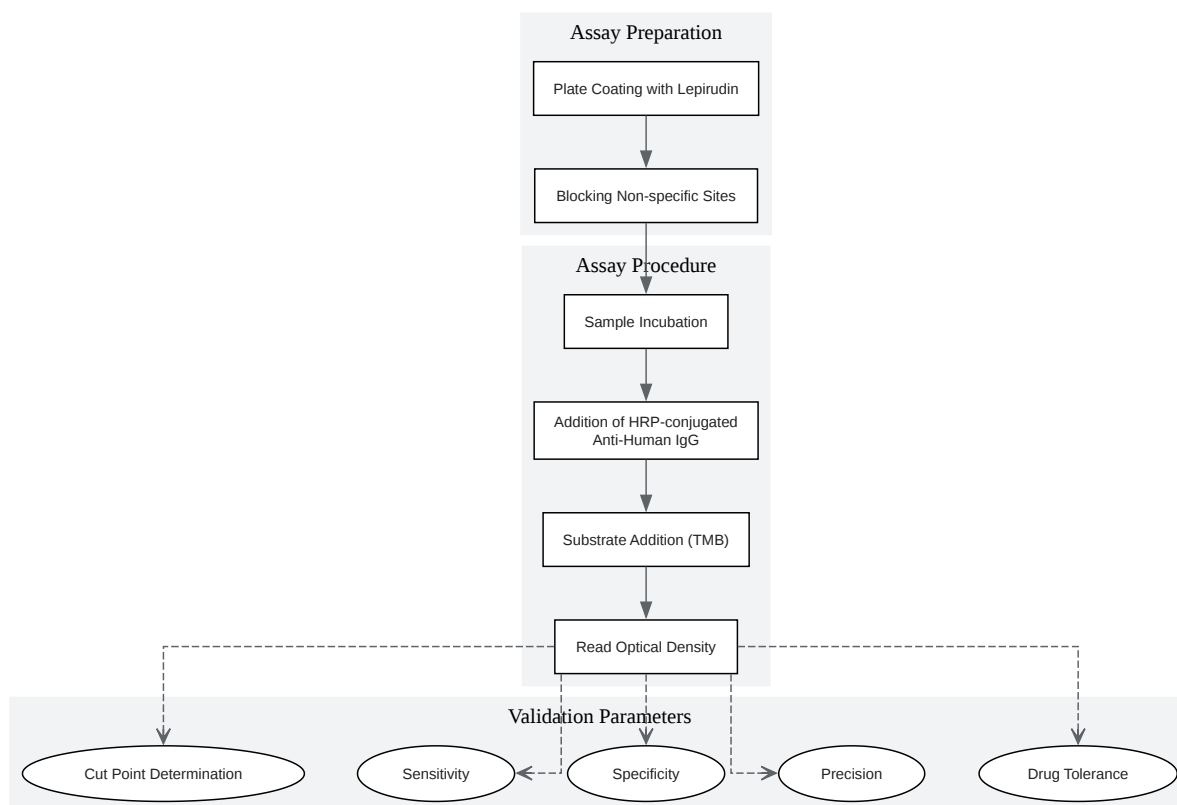 Assay Preparation
Plate Coating with Lepirudin
Blocking Non-specific Sites
Assay Procedure
Sample Incubation
Addition of HRP-conjugated
Anti-Human IgG
Substrate Addition (TMB)
Read Optical Density
Validation Parameters
Cut Point Determination
Sensitivity
Specificity
Precision
Drug Tolerance